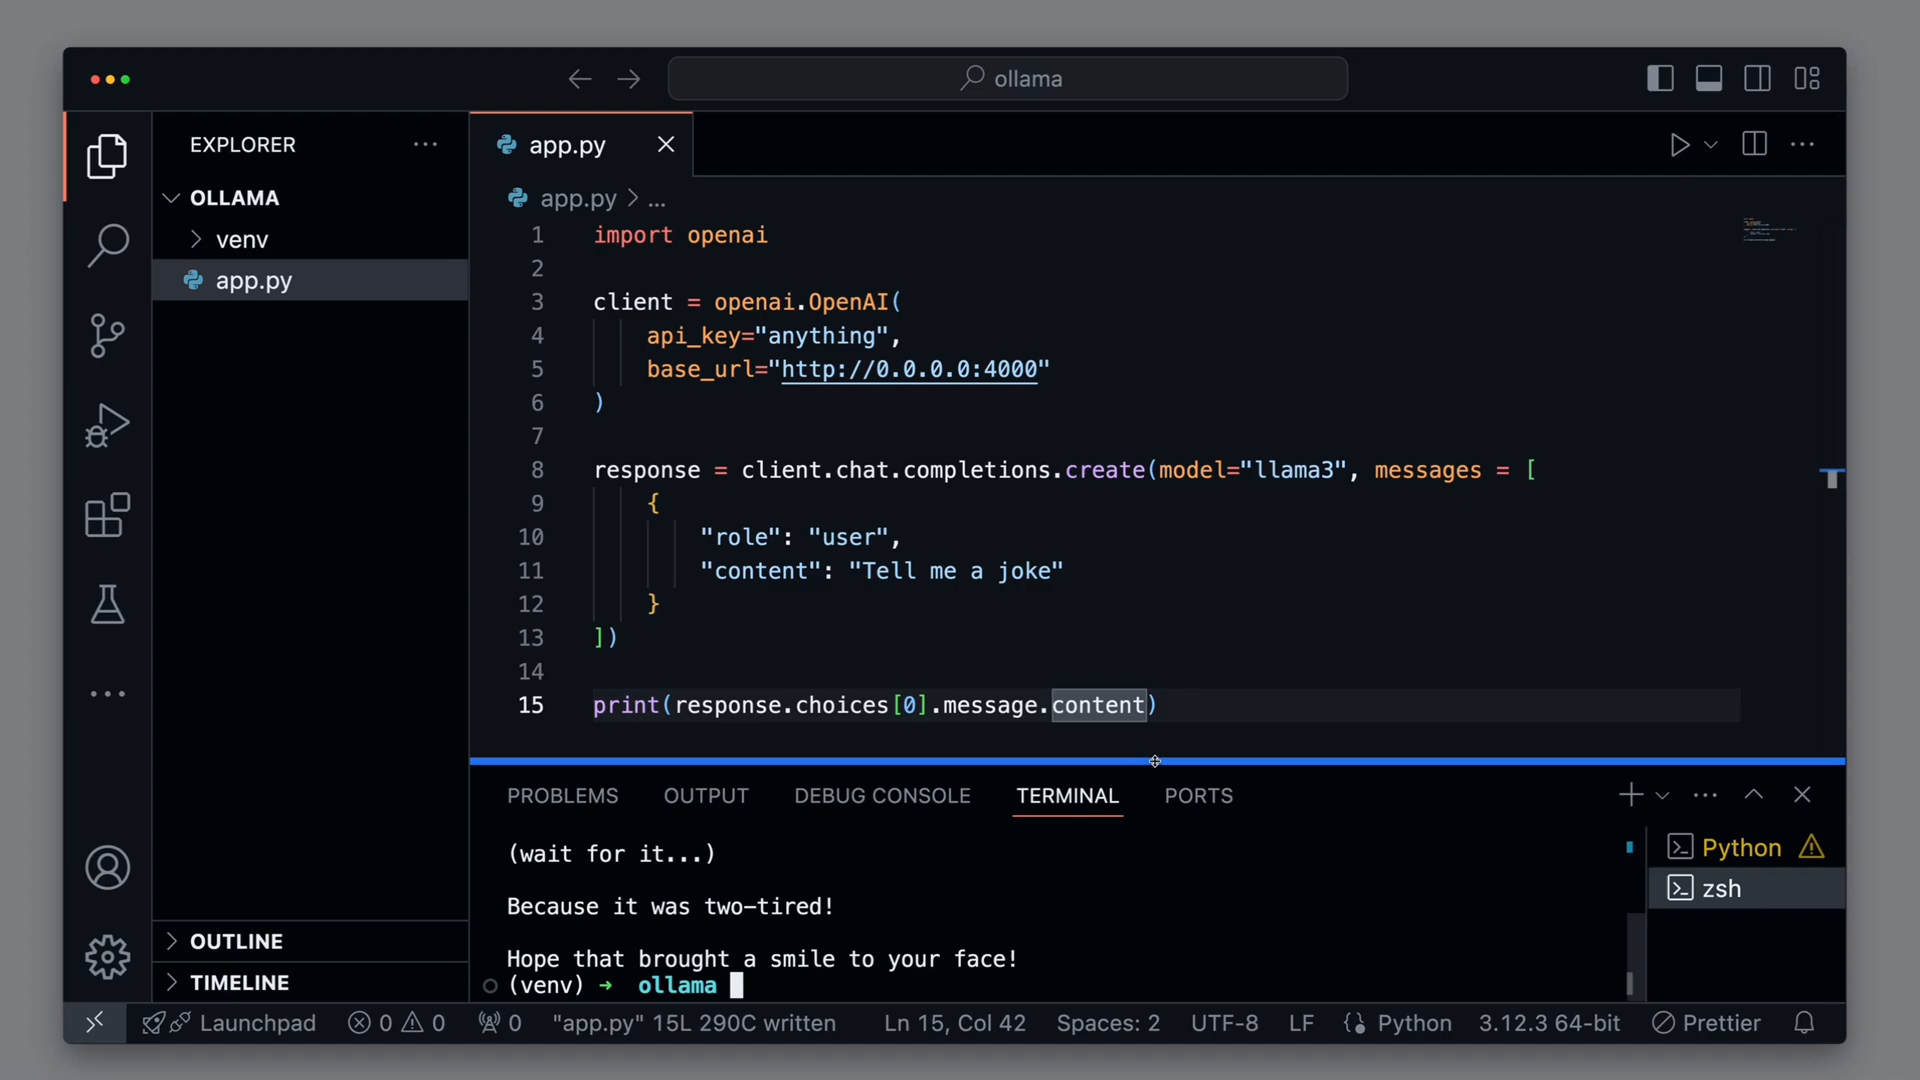 ollama
EXPLORER
OLLAMA
venv
app.py
OUTLINE
TIMELINE
app.py
app.py > ...
1 import openai
2
3 client = openai.OpenAI(
4 api_key="anything",
5 base_url="http://0.0.0.0:4000"
6 )
7
8 response = client.chat.completions.create(model="llama3", messages = [
9 {
10 "role": "user",
11 "content": "Tell me a joke"
12 }
13 ])
14
15 print(response.choices[0].message.content)
PROBLEMS OUTPUT DEBUG CONSOLE TERMINAL PORTS
(wait for it...)
Because it was two-tired!
Hope that brought a smile to your face!
(venv) → ollama
Python
zsh
Launchpad 0 0 0 "app.py" 15L 290C written Ln 15, Col 42 Spaces: 2 UTF-8 LF Python 3.12.3 64-bit Prettier